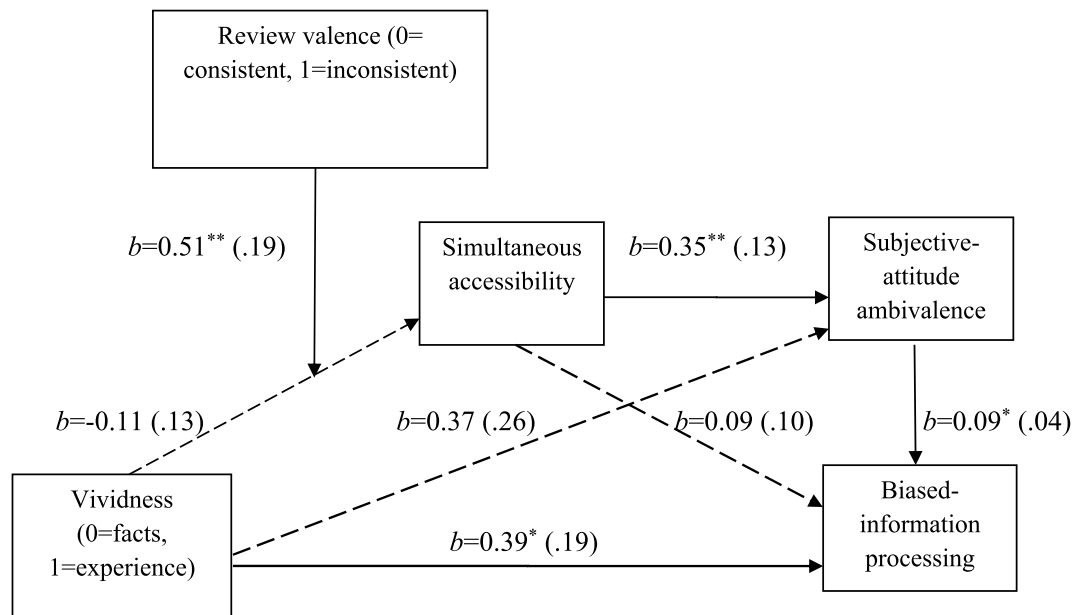 Review valence (0=
consistent, 1=inconsistent)
b=0.51** (.19)
Simultaneous
accessibility
b=0.35** (.13)
Subjective-
attitude
ambivalence
b=-0.11 (.13)
b=0.37 (.26)
b=0.09 (.10)
b=0.09* (.04)
Vividness
(0=facts,
1=experience)
b=0.39* (.19)
Biased-
information
processing